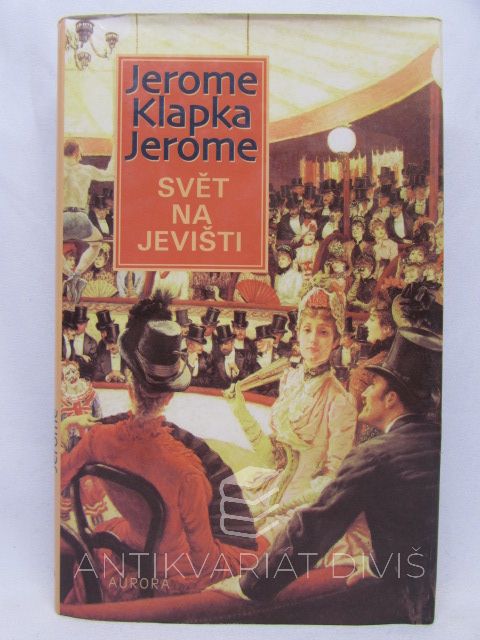 Jerome
Klapka
Jerome
SVĚT
NA
JEVIŠTI
ANTIKVARIÁT DIVIŠ
AURORA